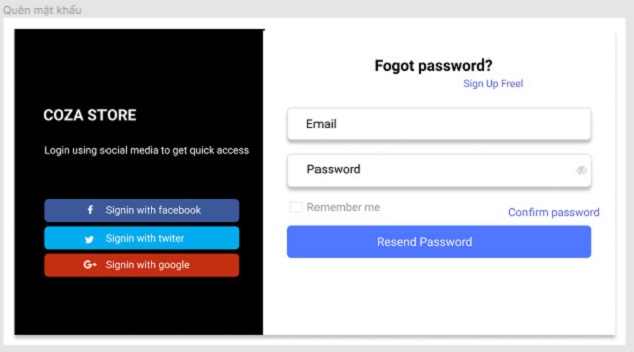 Quên mật khẩu
COZA STORE
Login using social media to get quick access
Signin with facebook
Signin with twiter
G+ Signin with google
Fogot password?
Sign Up Freel
Email
Password
Remember me
Confirm password
Resend Password